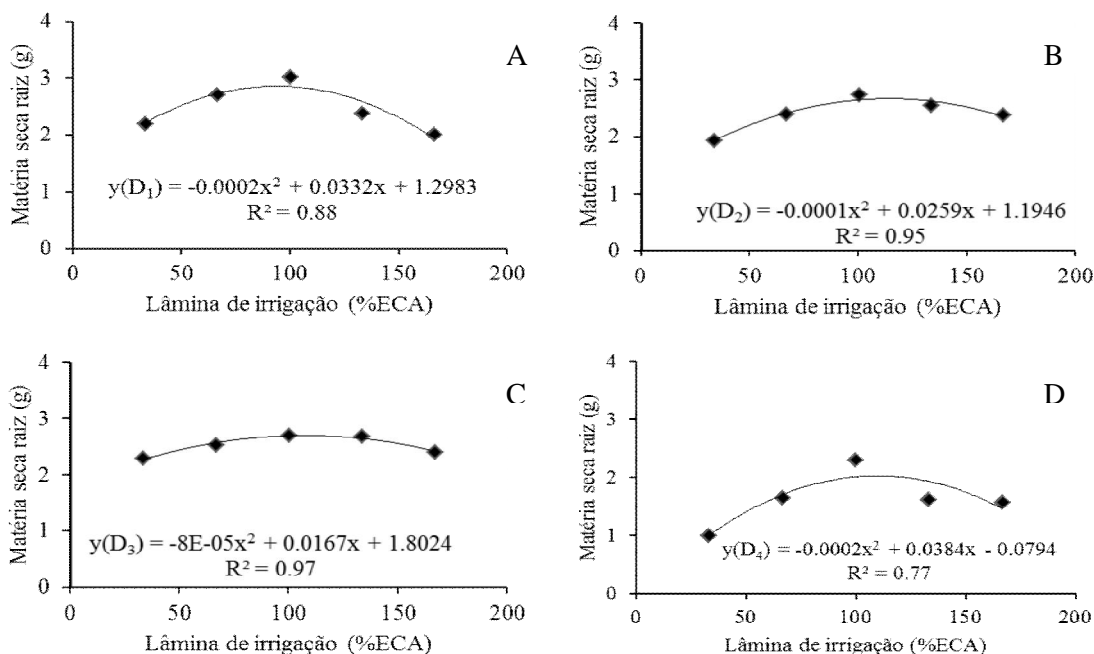 Matéria seca raiz (g)
4
3
2
1
0
A
y(D₁) = -0.0002x² + 0.0332x + 1.2983
R² = 0.88
0 50 100 150 200
Lâmina de irrigação (%ECA)
Matéria seca raiz (g)
4
3
2
1
0
B
y(D₂) = -0.0001x² + 0.0259x + 1.1946
R² = 0.95
0 50 100 150 200
Lâmina de irrigação (%ECA)
Matéria seca raiz (g)
4
3
2
1
0
C
y(D₃) = -8E-05x² + 0.0167x + 1.8024
R² = 0.97
0 50 100 150 200
Lâmina de irrigação (%ECA)
Matéria seca raiz (g)
4
3
2
1
0
D
y(D₄) = -0.0002x² + 0.0384x - 0.0794
R² = 0.77
0 50 100 150 200
Lâmina de irrigação (%ECA)